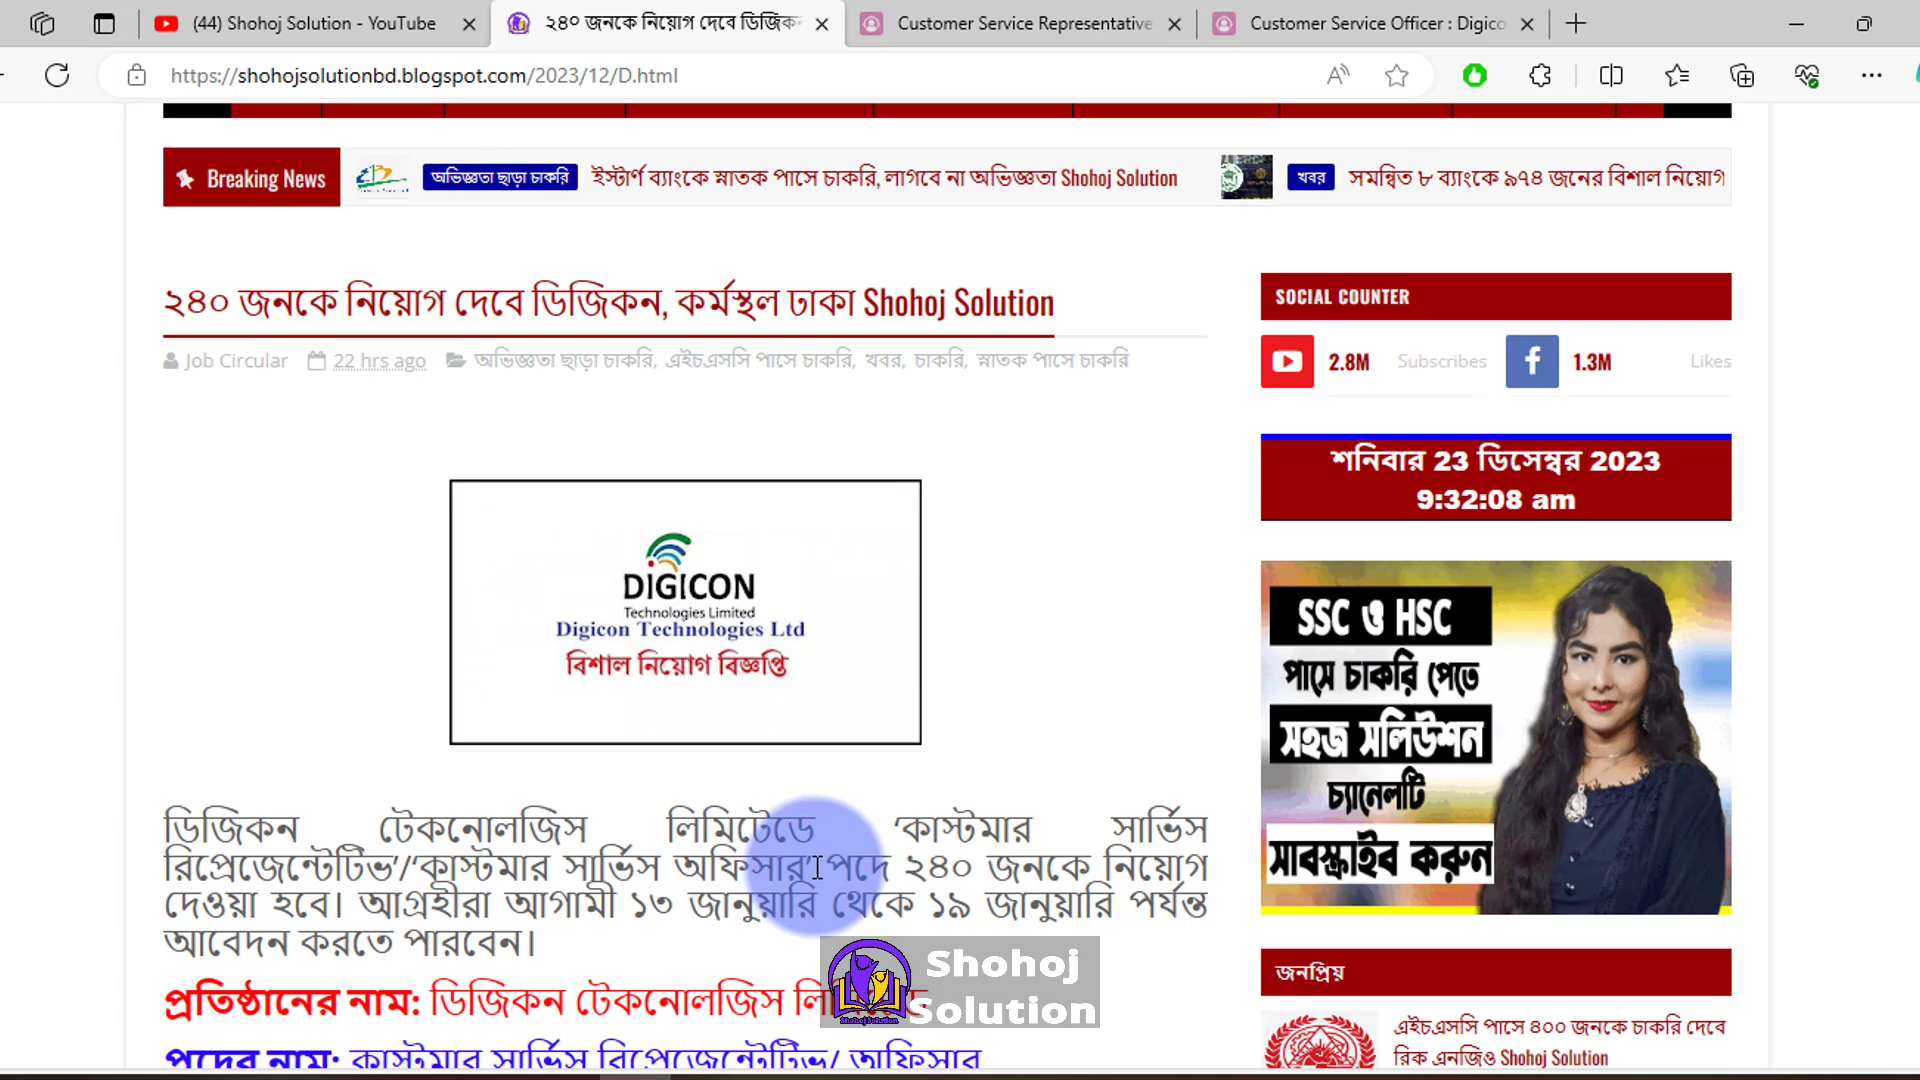 (44) Shohoj Solution - YouTube
২৪০ জনকে নিয়োগ দেবে ডিজিকন
Customer Service Representative
Customer Service Officer : Digico
https://shohojsolutionbd.blogspot.com/2023/12/D.html
Breaking News
অভিজ্ঞতা ছাড়া চাকরি
ইস্টার্ণ ব্যাংকে স্নাতক পাসে চাকরি, লাগবে না অভিজ্ঞতা Shohoj Solution
খবর
সমন্বিত ৮ ব্যাংকে ৯৭৪ জনের বিশাল নিয়োগ
২৪০ জনকে নিয়োগ দেবে ডিজিকন, কর্মস্থল ঢাকা Shohoj Solution
Job Circular 22 hrs ago অভিজ্ঞতা ছাড়া চাকরি, এইচএসসি পাসে চাকরি, খবর, চাকরি, স্নাতক পাসে চাকরি
SOCIAL COUNTER
2.8M Subscribes
1.3M Likes
শনিবার 23 ডিসেম্বর 2023
9:32:08 am
DIGICON
Technologies Limited
Digicon Technologies Ltd
বিশাল নিয়োগ বিজ্ঞপ্তি
SSC ও HSC
পাসে চাকরি পেতে
সহজ সলিউশন
চ্যানেলটি
সাবস্ক্রাইব করুন
ডিজিকন টেকনোলজিস লিমিটেডে ‘কাস্টমার সার্ভিস
রিপ্রেজেন্টেটিভ’/‘কাস্টমার সার্ভিস অফিসার’ পদে ২৪০ জনকে নিয়োগ
দেওয়া হবে। আগ্রহীরা আগামী ১৩ জানুয়ারি থেকে ১৯ জানুয়ারি পর্যন্ত
আবেদন করতে পারবেন।
প্রতিষ্ঠানের নাম: ডিজিকন টেকনোলজিস
পদের নাম: কাস্টমার সার্ভিস রিপ্রেজেন্টেটিভ/ অফিসার
Shohoj
Solution
জনপ্রিয়
এইচএসসি পাসে ৪০০ জনকে চাকরি দেবে
রিক এনজিও Shohoj Solution